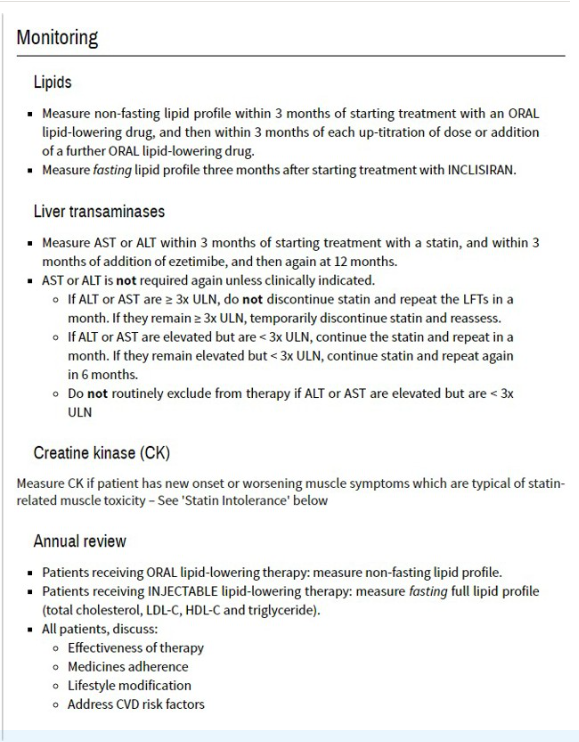 Monitoring
Lipids
▪ Measure non-fasting lipid profile within 3 months of starting treatment with an ORAL
lipid-lowering drug, and then within 3 months of each up-titration of dose or addition
of a further ORAL lipid-lowering drug.
▪ Measure fasting lipid profile three months after starting treatment with INCLISIRAN.
Liver transaminases
▪ Measure AST or ALT within 3 months of starting treatment with a statin, and within 3
months of addition of ezetimibe, and then again at 12 months.
▪ AST or ALT is not required again unless clinically indicated.
◦ If ALT or AST are ≥ 3x ULN, do not discontinue statin and repeat the LFTs in a
month. If they remain ≥ 3x ULN, temporarily discontinue statin and reassess.
◦ If ALT or AST are elevated but are < 3x ULN, continue the statin and repeat in a
month. If they remain elevated but < 3x ULN, continue statin and repeat again
in 6 months.
◦ Do not routinely exclude from therapy if ALT or AST are elevated but are < 3x
ULN
Creatine kinase (CK)
Measure CK if patient has new onset or worsening muscle symptoms which are typical of statin-
related muscle toxicity – See 'Statin Intolerance' below
Annual review
▪ Patients receiving ORAL lipid-lowering therapy: measure non-fasting lipid profile.
▪ Patients receiving INJECTABLE lipid-lowering therapy: measure fasting full lipid profile
(total cholesterol, LDL-C, HDL-C and triglyceride).
▪ All patients, discuss:
◦ Effectiveness of therapy
◦ Medicines adherence
◦ Lifestyle modification
◦ Address CVD risk factors